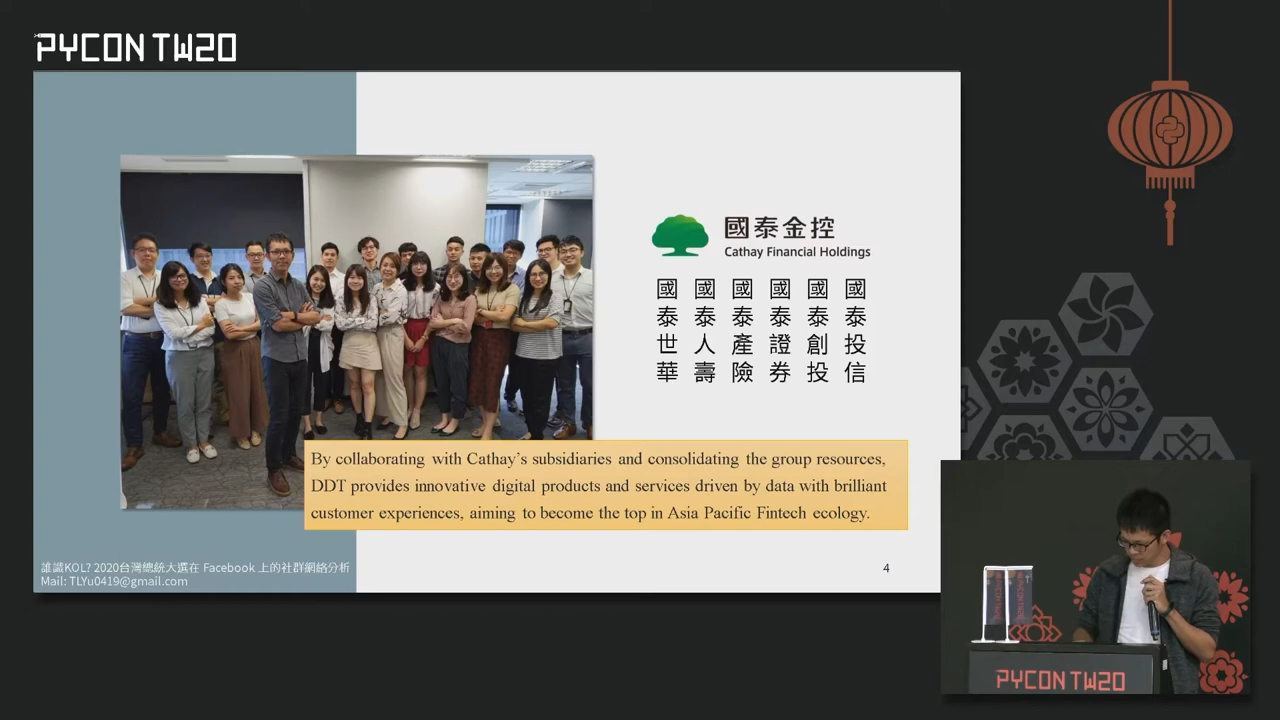 PYCON TW20
國泰金控
Cathay Financial Holdings
國泰世華
國泰人壽
國泰產險
國泰證券
國泰創投
國泰投信
By collaborating with Cathay’s subsidiaries and consolidating the group resources,
DDT provides innovative digital products and services driven by data with brilliant
customer experiences, aiming to become the top in Asia Pacific Fintech ecology.
誰識KOL? 2020台灣總統大選在 Facebook 上的社群網絡分析
Mail: TLYu0419@gmail.com
4
PYCON TW20